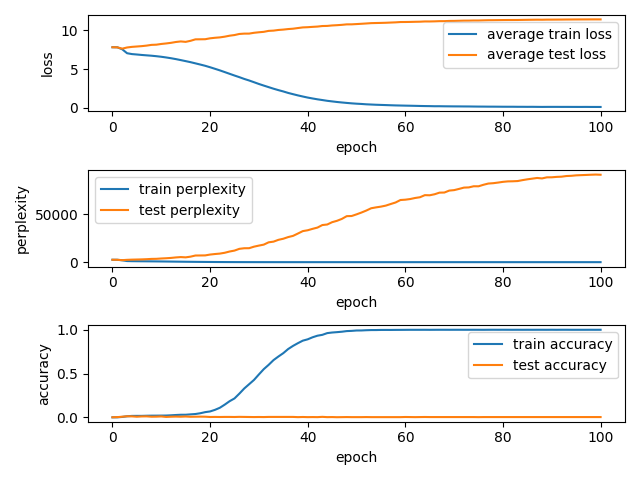 10
5
0
loss
average train loss
average test loss
0 20 40 60 80 100
epoch
50000
0
perplexity
train perplexity
test perplexity
0 20 40 60 80 100
epoch
1.0
0.5
0.0
accuracy
train accuracy
test accuracy
0 20 40 60 80 100
epoch